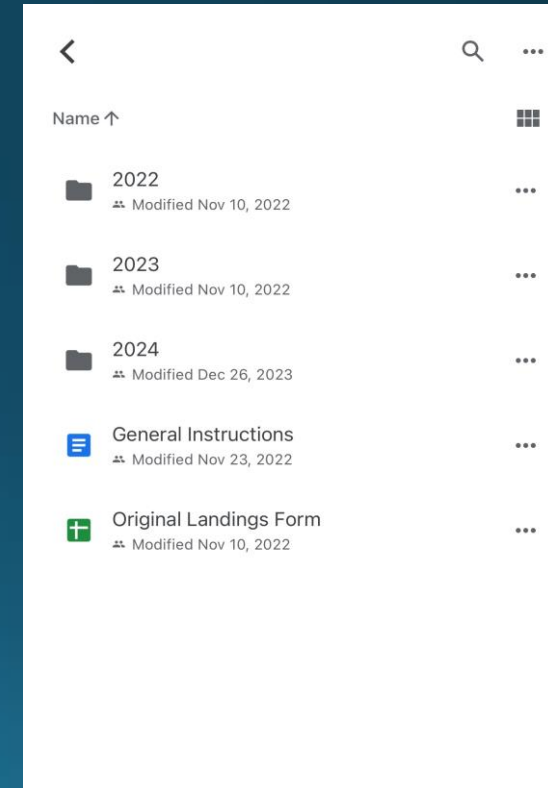 Name
2022
Modified Nov 10, 2022
2023
Modified Nov 10, 2022
2024
Modified Dec 26, 2023
General Instructions
Modified Nov 23, 2022
Original Landings Form
Modified Nov 10, 2022